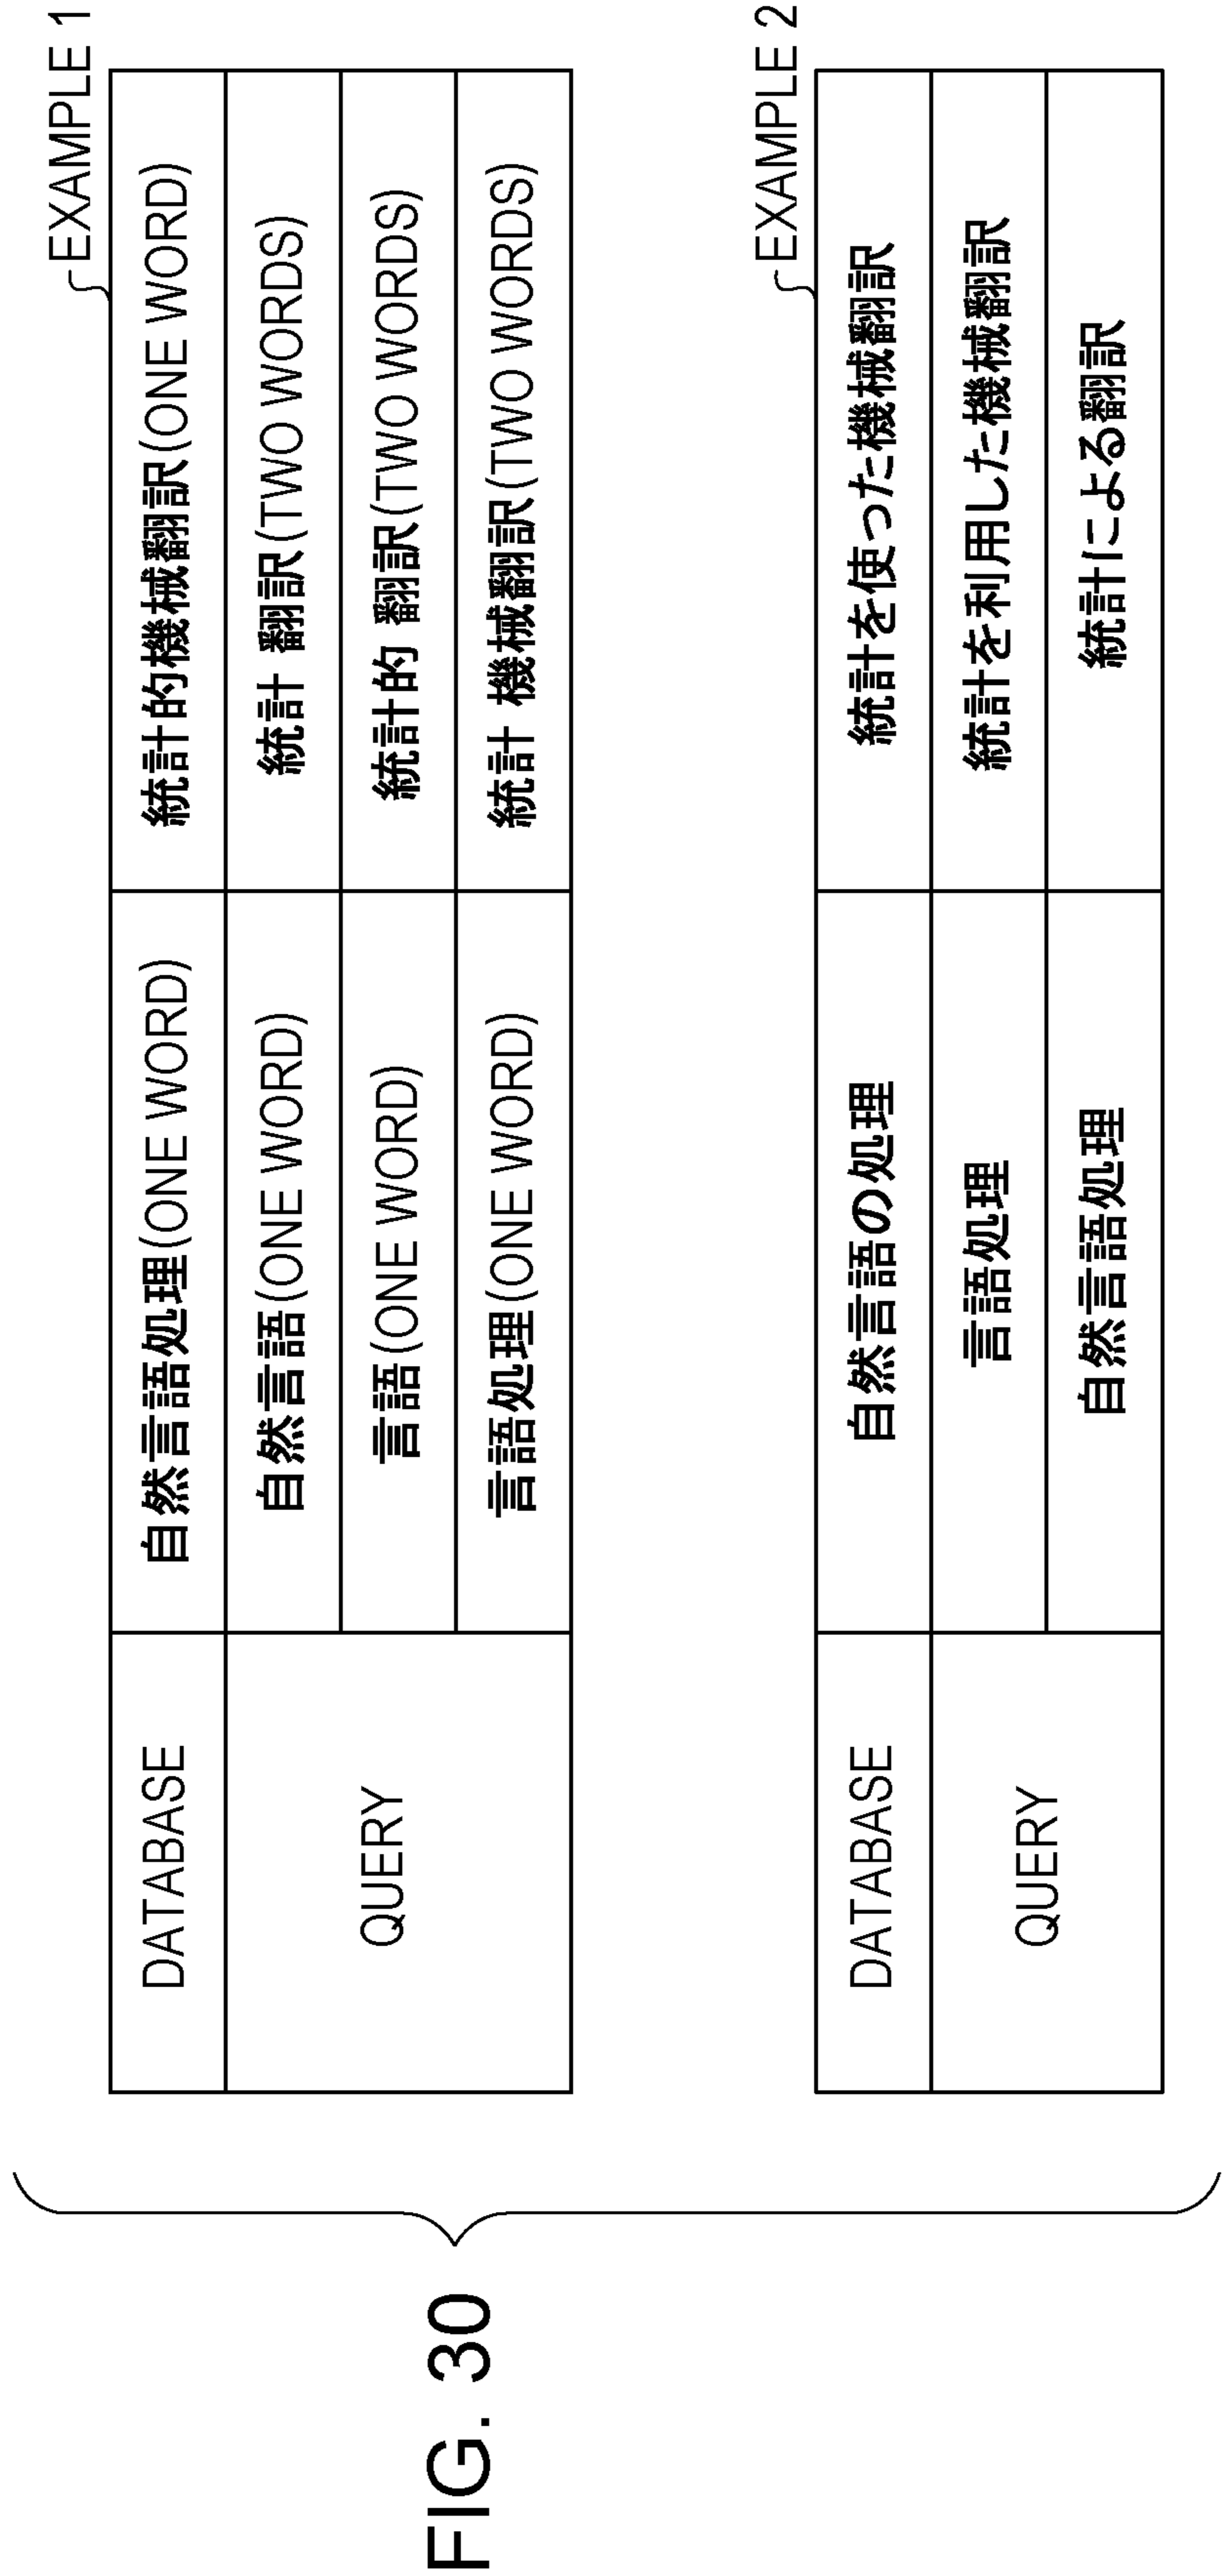 FIG. 30
EXAMPLE 1
DATABASE
自然言語処理(ONE WORD)
統計的機械翻訳(ONE WORD)
QUERY
自然言語(ONE WORD)
統計 翻訳(TWO WORDS)
言語(ONE WORD)
統計的 翻訳(TWO WORDS)
言語処理(ONE WORD)
統計 機械翻訳(TWO WORDS)
EXAMPLE 2
DATABASE
自然言語の処理
統計を使った機械翻訳
QUERY
言語処理
統計を利用した機械翻訳
自然言語処理
統計による翻訳